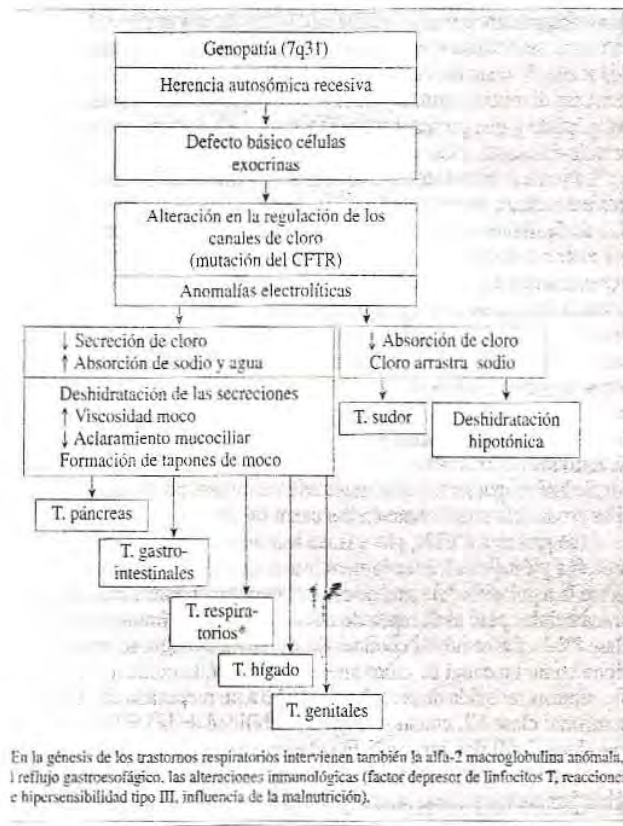 Genopatía (7q31)
Herencia autosómica recesiva
Defecto básico células
exocrinas
Alteración en la regulación de los
canales de cloro
(mutación del CFTR)
Anomalías electrolíticas
↓ Secreción de cloro
↑ Absorción de sodio y agua
↓ Absorción de cloro
Cloro arrastra sodio
Deshidratación de las secreciones
↑ Viscosidad moco
↓ Aclaramiento mucociliar
Formación de tapones de moco
T. sudor
Deshidratación
hipotónica
T. páncreas
T. gastro-
intestinales
T. respira-
torios*
T. hígado
T. genitales
En la génesis de los trastornos respiratorios intervienen también la alfa-2 macroglobulina anómala,
l reflujo gastroesofágico, las alteraciones inmunológicas (factor depresor de linfocitos T, reaccione
e hipersensibilidad tipo III, influencia de la malnutrición).